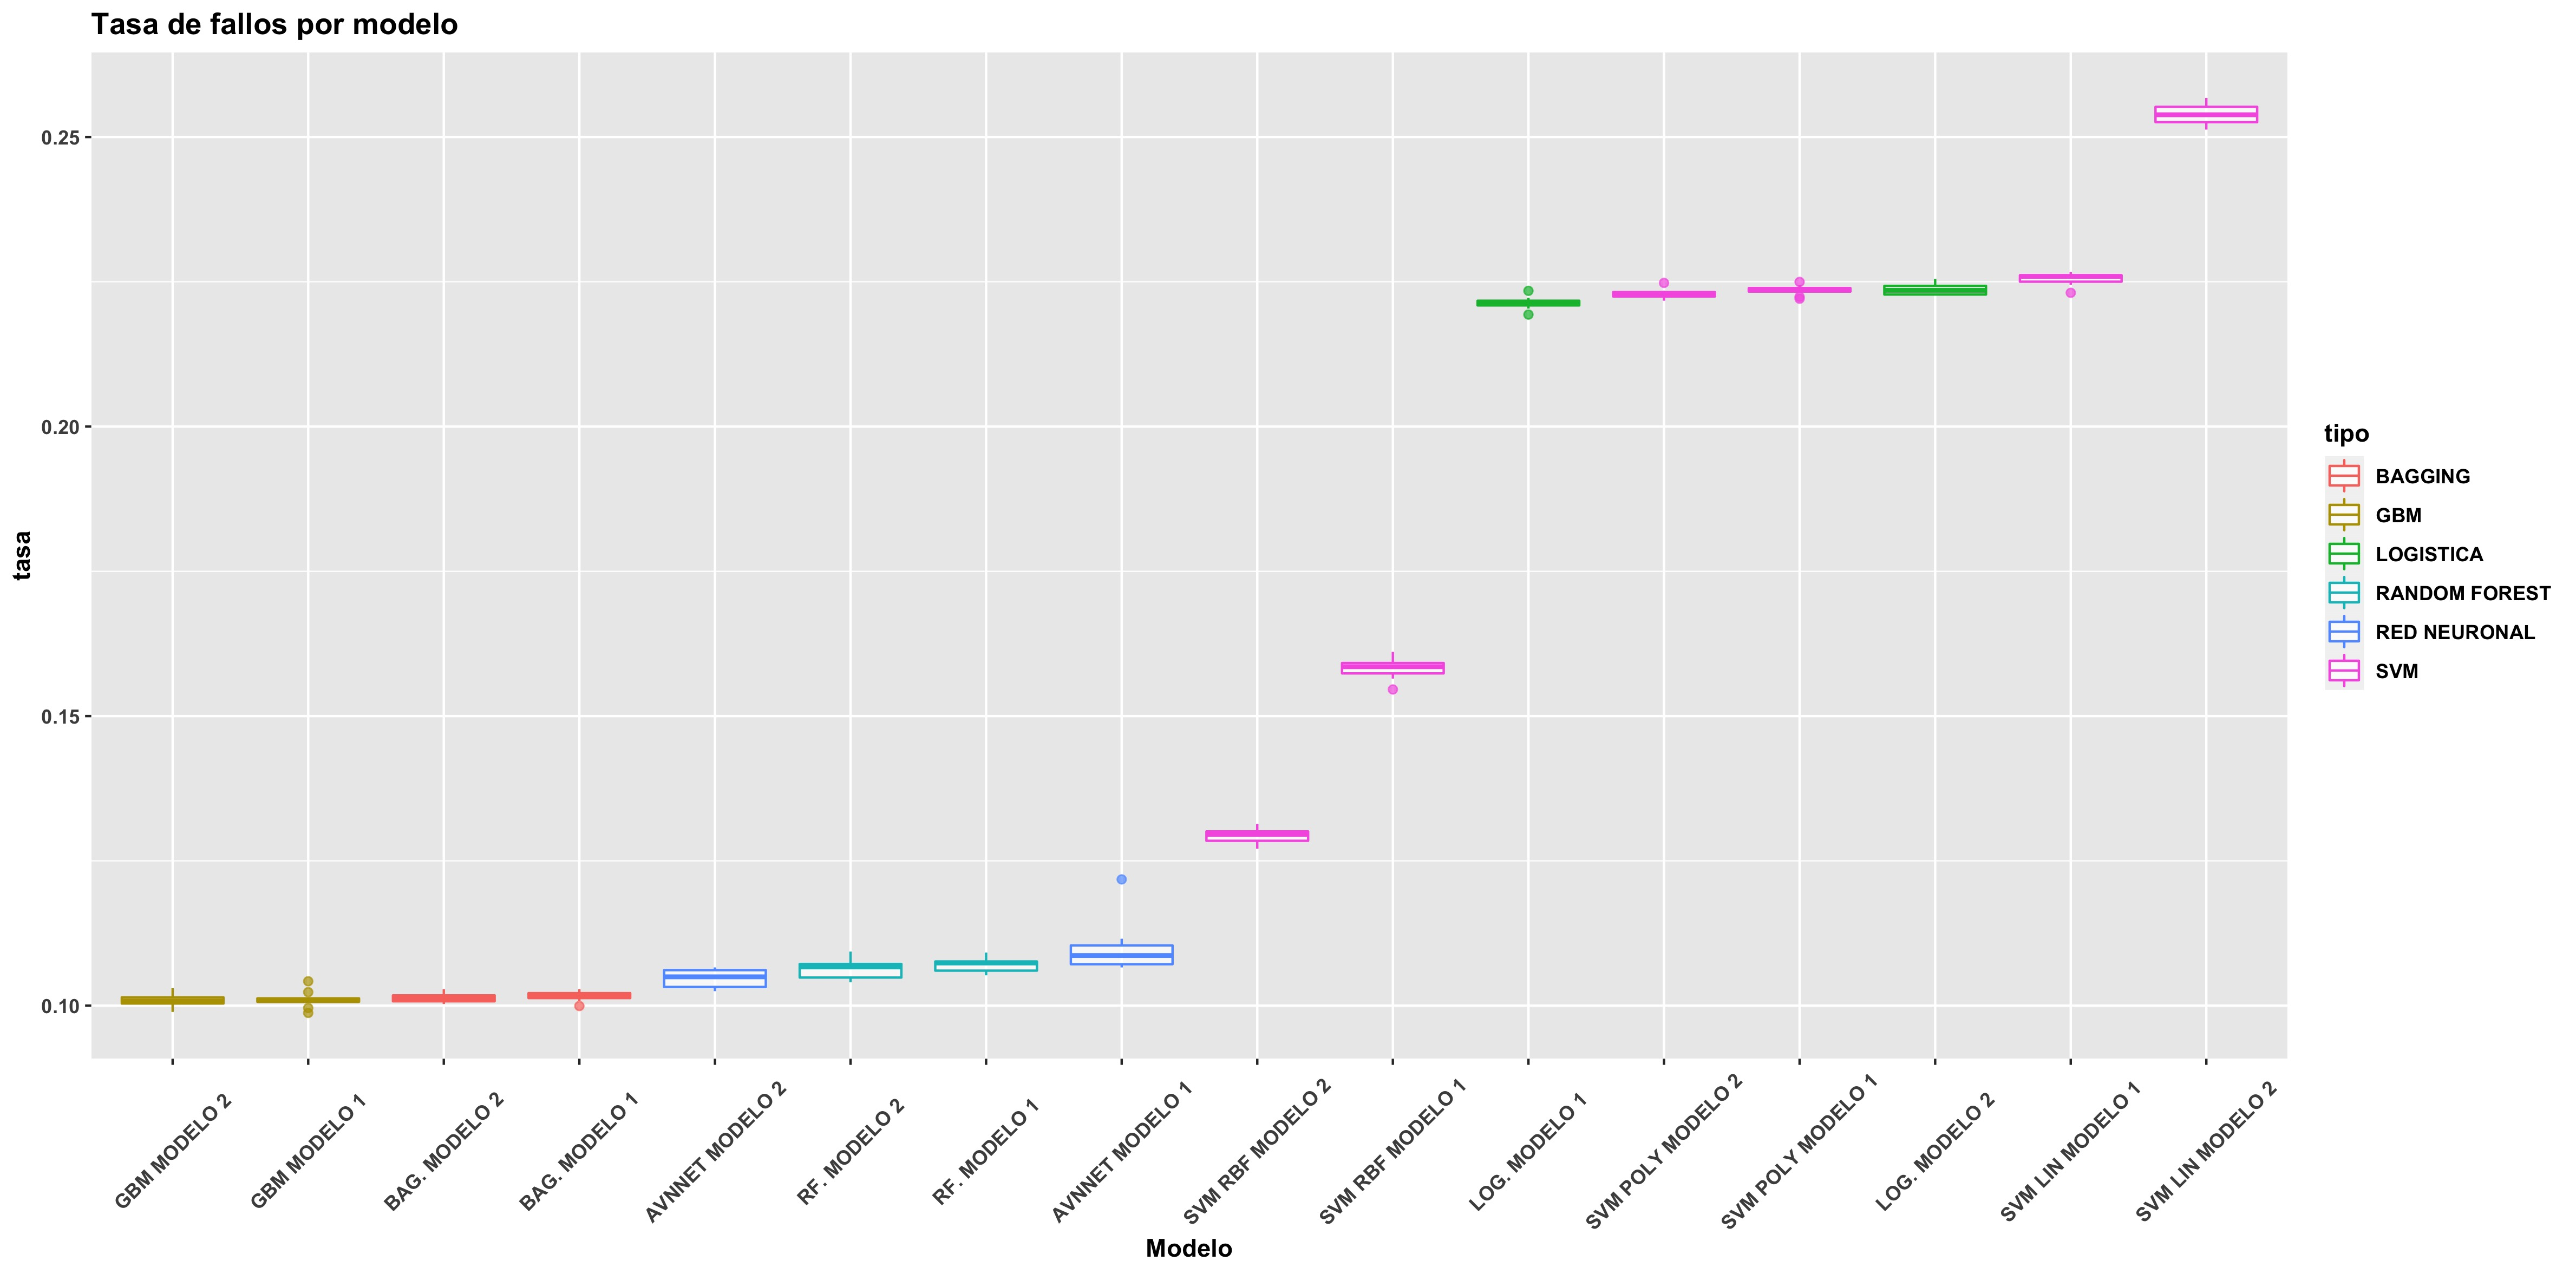 Tasa de fallos por modelo
0.25
0.20
0.15
0.10
tasa
GBM MODELO 2
GBM MODELO 1
BAG. MODELO 2
BAG. MODELO 1
AVNNET MODELO 2
RF. MODELO 2
RF. MODELO 1
AVNNET MODELO 1
SVM RBF MODELO 2
SVM RBF MODELO 1
LOG. MODELO 1
SVM POLY MODELO 2
SVM POLY MODELO 1
LOG. MODELO 2
SVM LIN MODELO 1
SVM LIN MODELO 2
Modelo
tipo
BAGGING
GBM
LOGISTICA
RANDOM FOREST
RED NEURONAL
SVM